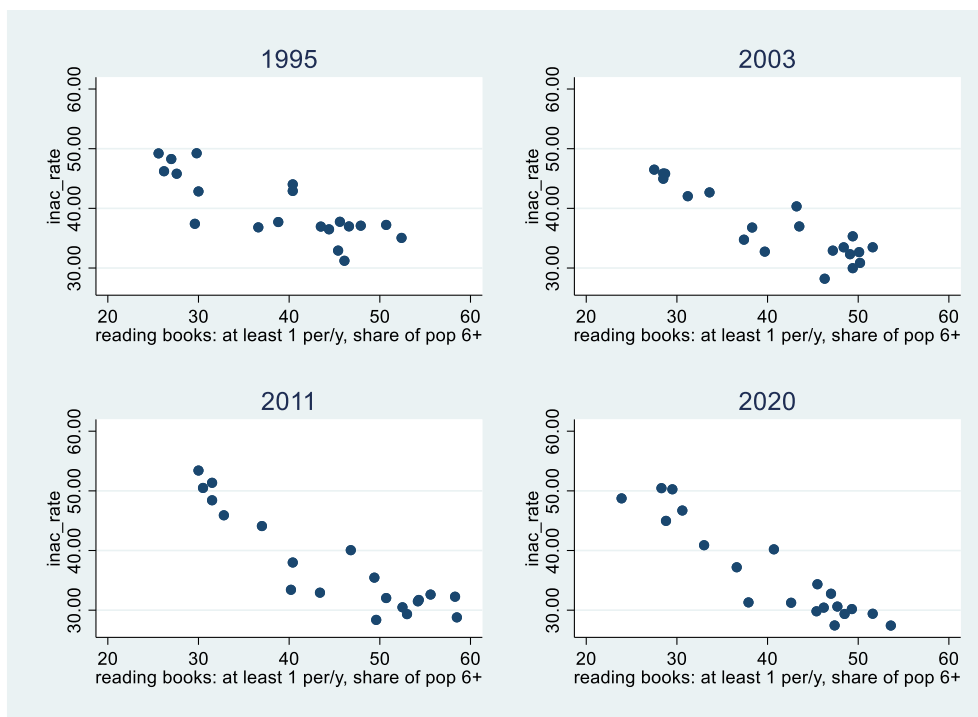 1995
inac_rate
60.00
50.00
40.00
30.00
20 30 40 50 60
reading books: at least 1 per/y, share of pop 6+
2003
inac_rate
60.00
50.00
40.00
30.00
20 30 40 50 60
reading books: at least 1 per/y, share of pop 6+
2011
inac_rate
60.00
50.00
40.00
30.00
20 30 40 50 60
reading books: at least 1 per/y, share of pop 6+
2020
inac_rate
60.00
50.00
40.00
30.00
20 30 40 50 60
reading books: at least 1 per/y, share of pop 6+